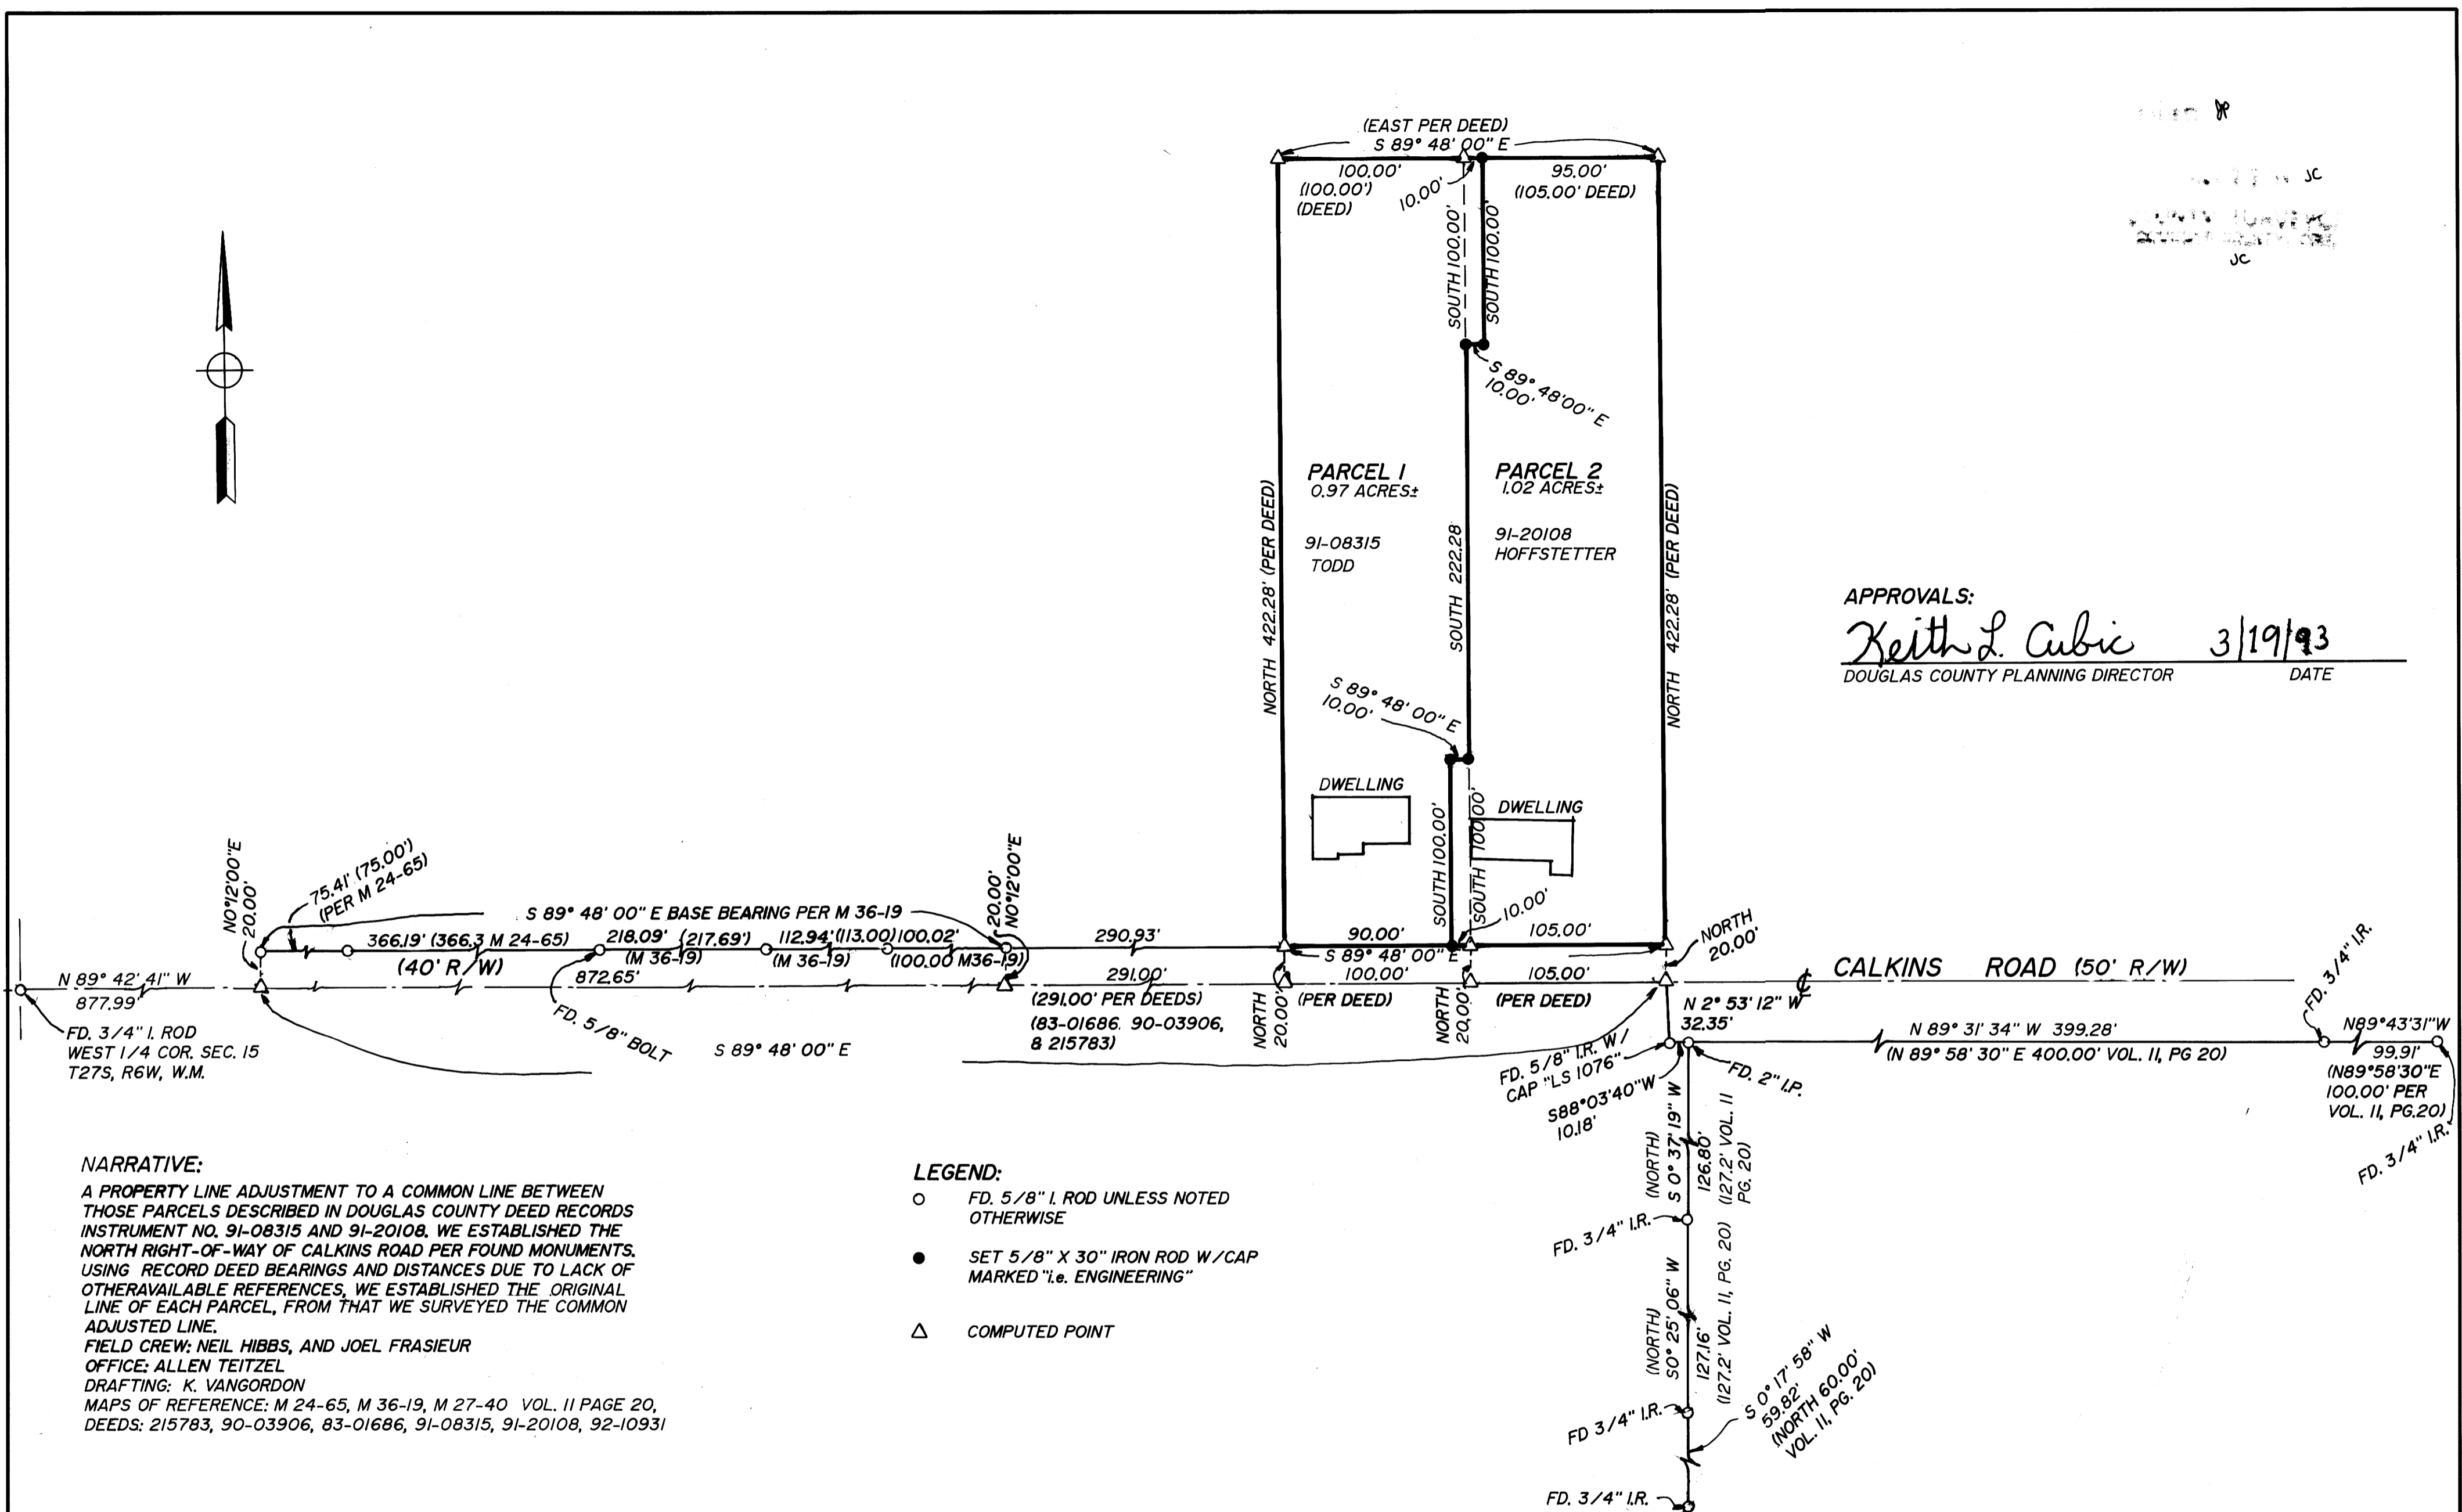 JC
JC
(EAST PER DEED)
S 89° 48' 00" E
100.00'
(100.00')
(DEED)
10.00'
95.00'
(105.00' DEED)
SOUTH 100.00'
SOUTH 100.00'
S 89° 48' 00" E
10.00'
PARCEL 1
0.97 ACRES±
91-08315
TODD
PARCEL 2
1.02 ACRES±
91-20108
HOFFSTETTER
NORTH 422.28' (PER DEED)
SOUTH 222.28
NORTH 422.28' (PER DEED)
APPROVALS:
Keith L. Cubic 3/19/93
DOUGLAS COUNTY PLANNING DIRECTOR DATE
S 89° 48' 00" E
10.00'
DWELLING
DWELLING
SOUTH 100.00'
SOUTH 100.00'
10.00'
N0°12'00"E
20.00'
75.41' (75.00')
(PER M 24-65)
S 89° 48' 00" E BASE BEARING PER M 36-19
20.00'
N0°12'00"E
366.19' (366.3 M 24-65)
(40' R/W)
218.09' (217.69')
(M 36-19)
112.94' (113.00)
(M 36-19)
100.02'
(100.00 M36-19)
290.93'
90.00'
105.00'
S 89° 48' 00" E
NORTH
20.00'
N 89° 42' 41" W
877.99'
872.65'
291.00'
(291.00' PER DEEDS)
(83-01686. 90-03906,
& 215783)
100.00'
(PER DEED)
105.00'
(PER DEED)
NORTH
20.00'
NORTH
20.00'
℄ CALKINS ROAD (50' R/W)
FD. 3/4" I. ROD
WEST 1/4 COR. SEC. 15
T27S, R6W, W.M.
FD. 5/8" BOLT
S 89° 48' 00" E
N 2° 53' 12" W
32.35'
FD. 5/8" I.R. W/
CAP "LS 1076"
S88°03'40"W
10.18'
FD. 2" I.P.
N 89° 31' 34" W 399.28'
(N 89° 58' 30" E 400.00' VOL. II, PG 20)
FD. 3/4" I.R.
N89°43'31"W
99.91'
(N89°58'30"E
100.00' PER
VOL. II, PG.20)
FD. 3/4" I.R.
(NORTH)
S 0° 37' 19" W
126.80'
(127.2' VOL. II
PG. 20)
FD. 3/4" I.R.
(NORTH)
S0° 25' 06" W
127.16'
(127.2' VOL. II, PG. 20)
FD 3/4" I.R.
S 0° 17' 58" W
59.82'
(NORTH 60.00'
VOL. II, PG. 20)
FD. 3/4" I.R.
NARRATIVE:
A PROPERTY LINE ADJUSTMENT TO A COMMON LINE BETWEEN
THOSE PARCELS DESCRIBED IN DOUGLAS COUNTY DEED RECORDS
INSTRUMENT NO. 91-08315 AND 91-20108. WE ESTABLISHED THE
NORTH RIGHT-OF-WAY OF CALKINS ROAD PER FOUND MONUMENTS.
USING RECORD DEED BEARINGS AND DISTANCES DUE TO LACK OF
OTHERAVAILABLE REFERENCES, WE ESTABLISHED THE ORIGINAL
LINE OF EACH PARCEL, FROM THAT WE SURVEYED THE COMMON
ADJUSTED LINE.
FIELD CREW: NEIL HIBBS, AND JOEL FRASIEUR
OFFICE: ALLEN TEITZEL
DRAFTING: K. VANGORDON
MAPS OF REFERENCE: M 24-65, M 36-19, M 27-40 VOL. II PAGE 20,
DEEDS: 215783, 90-03906, 83-01686, 91-08315, 91-20108, 92-10931
LEGEND:
FD. 5/8" I. ROD UNLESS NOTED
OTHERWISE
SET 5/8" X 30" IRON ROD W/CAP
MARKED "i.e. ENGINEERING"
COMPUTED POINT